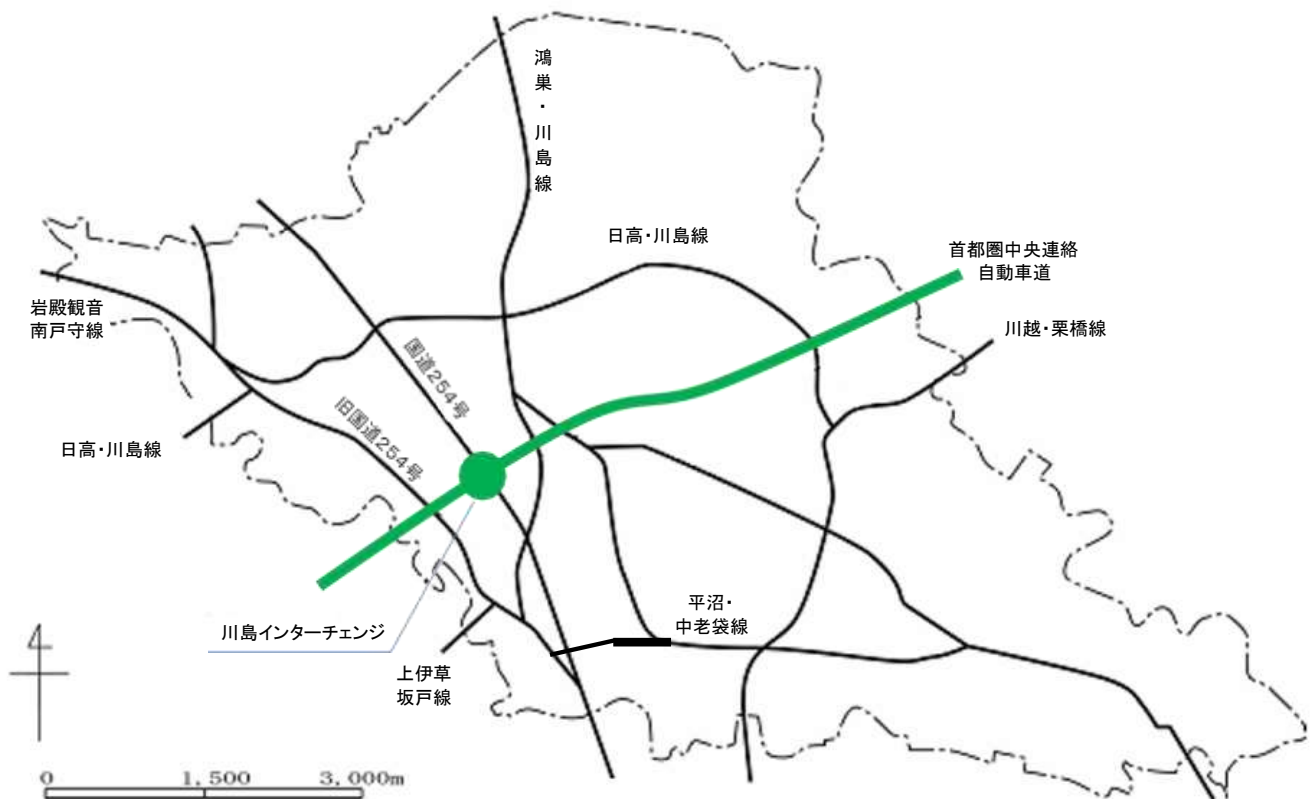 鴻巣・川島線
日高・川島線
首都圏中央連絡
自動車道
岩殿観音
南戸守線
川越・栗橋線
国道254号
旧国道254号
日高・川島線
平沼・
中老袋線
川島インターチェンジ
上伊草
坂戸線
0 1,500 3,000m